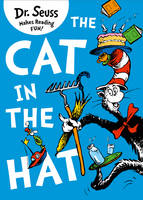 Dr. Seuss
Makes Reading
FUN!
THE
CAT
IN
THE
HAT